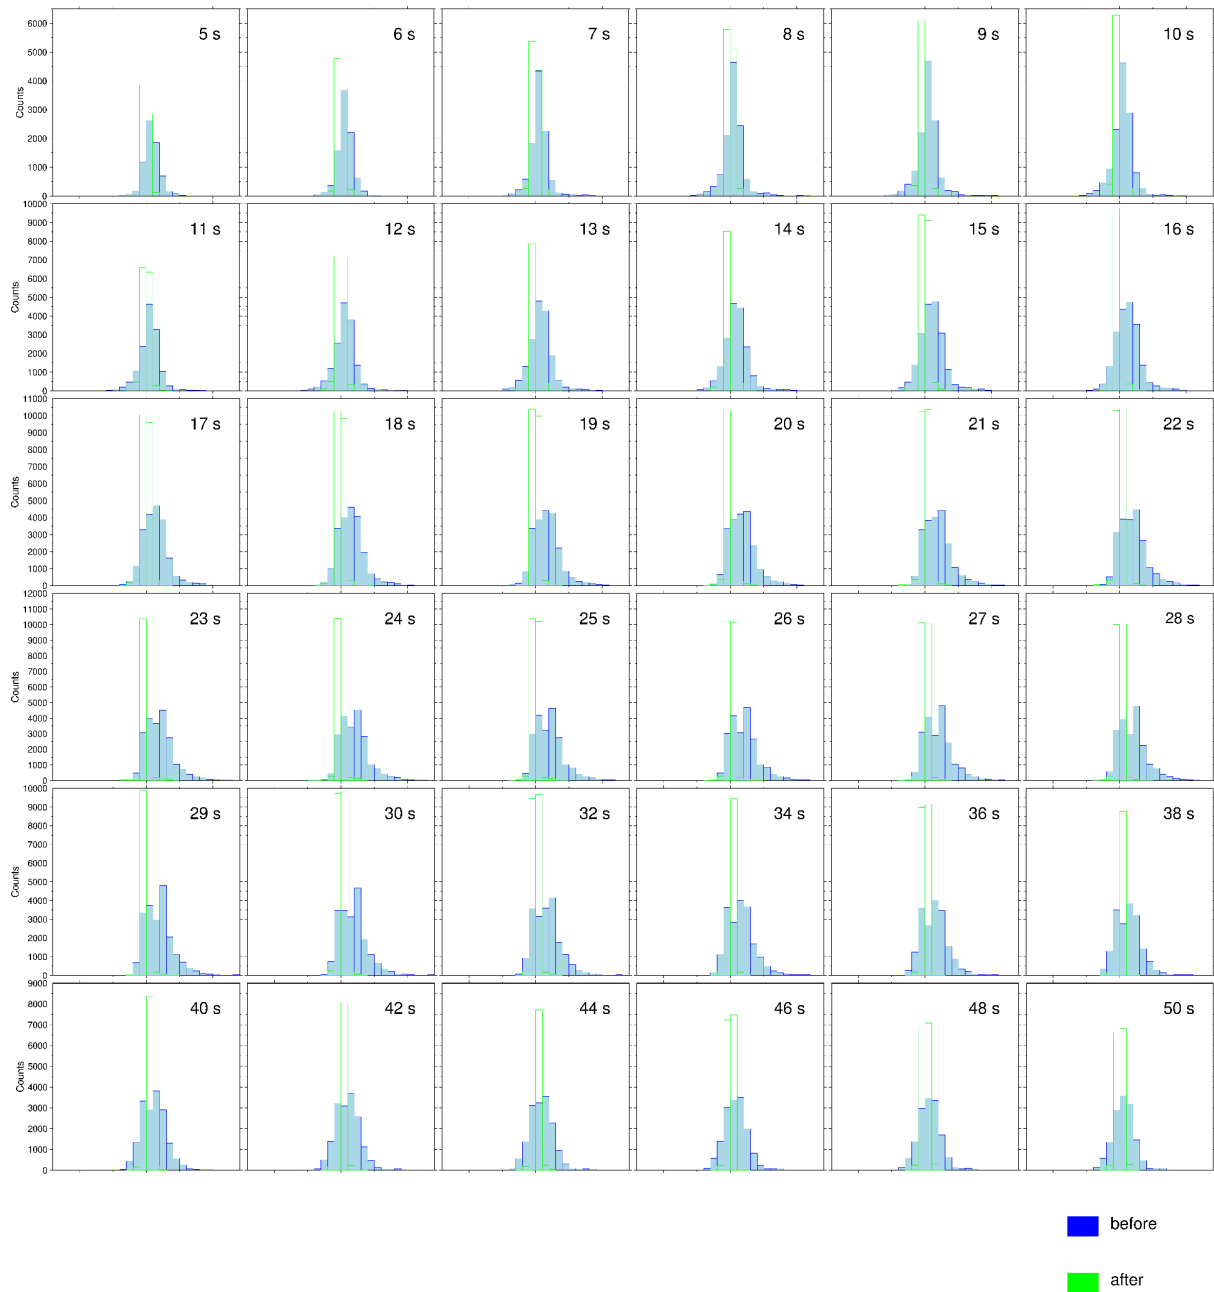 6000
5000
4000
3000
2000
1000
0
Counts
5 s
6 s
7 s
8 s
9 s
10 s
10000
9000
8000
7000
6000
5000
4000
3000
2000
1000
0
Counts
11 s
12 s
13 s
14 s
15 s
16 s
11000
10000
9000
8000
7000
6000
5000
4000
3000
2000
1000
0
Counts
17 s
18 s
19 s
20 s
21 s
22 s
12000
11000
10000
9000
8000
7000
6000
5000
4000
3000
2000
1000
0
Counts
23 s
24 s
25 s
26 s
27 s
28 s
10000
9000
8000
7000
6000
5000
4000
3000
2000
1000
0
Counts
29 s
30 s
32 s
34 s
36 s
38 s
9000
8000
7000
6000
5000
4000
3000
2000
1000
0
Counts
40 s
42 s
44 s
46 s
48 s
50 s
before
after